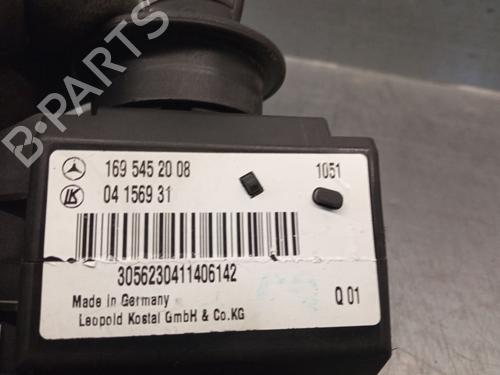 B-PARTS
169 545 20 08 1051
LK 04 1569 31
3056230411406142
Made in Germany Q 01
Leopold Kostal GmbH & Co.KG